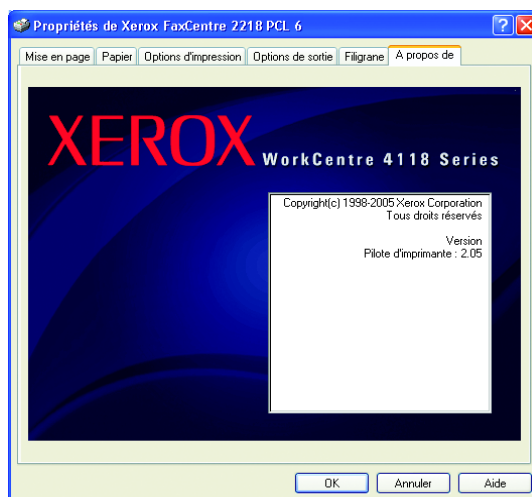 Propriétés de Xerox FaxCentre 2218 PCL 6
Mise en page Papier Options d'impression Options de sortie Filigrane A propos de
XEROX
WorkCentre 4118 Series
Copyright(c) 1998-2005 Xerox Corporation
Tous droits réservés
Version
Pilote d'imprimante : 2.05
OK Annuler Aide